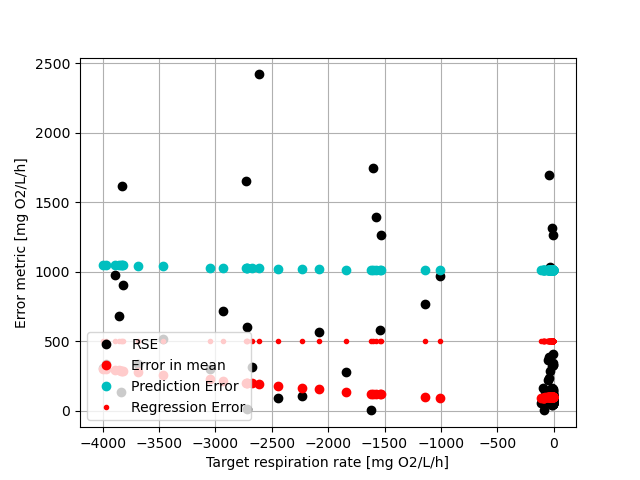 2500
2000
1500
1000
500
0
Error metric [mg O2/L/h]
RSE
Error in mean
Prediction Error
Regression Error
−4000 −3500 −3000 −2500 −2000 −1500 −1000 −500 0
Target respiration rate [mg O2/L/h]